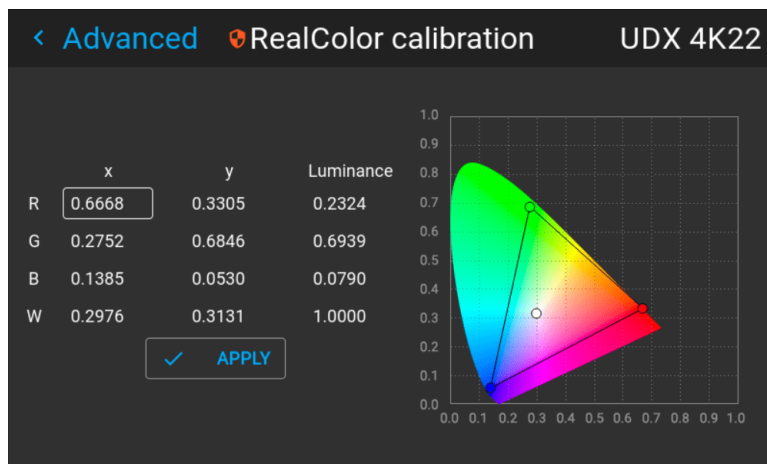 < Advanced RealColor calibration UDX 4K22
x y Luminance
R 0.6668 0.3305 0.2324
G 0.2752 0.6846 0.6939
B 0.1385 0.0530 0.0790
W 0.2976 0.3131 1.0000
APPLY
1.0
0.9
0.8
0.7
0.6
0.5
0.4
0.3
0.2
0.1
0.0
0.0 0.1 0.2 0.3 0.4 0.5 0.6 0.7 0.8 0.9 1.0